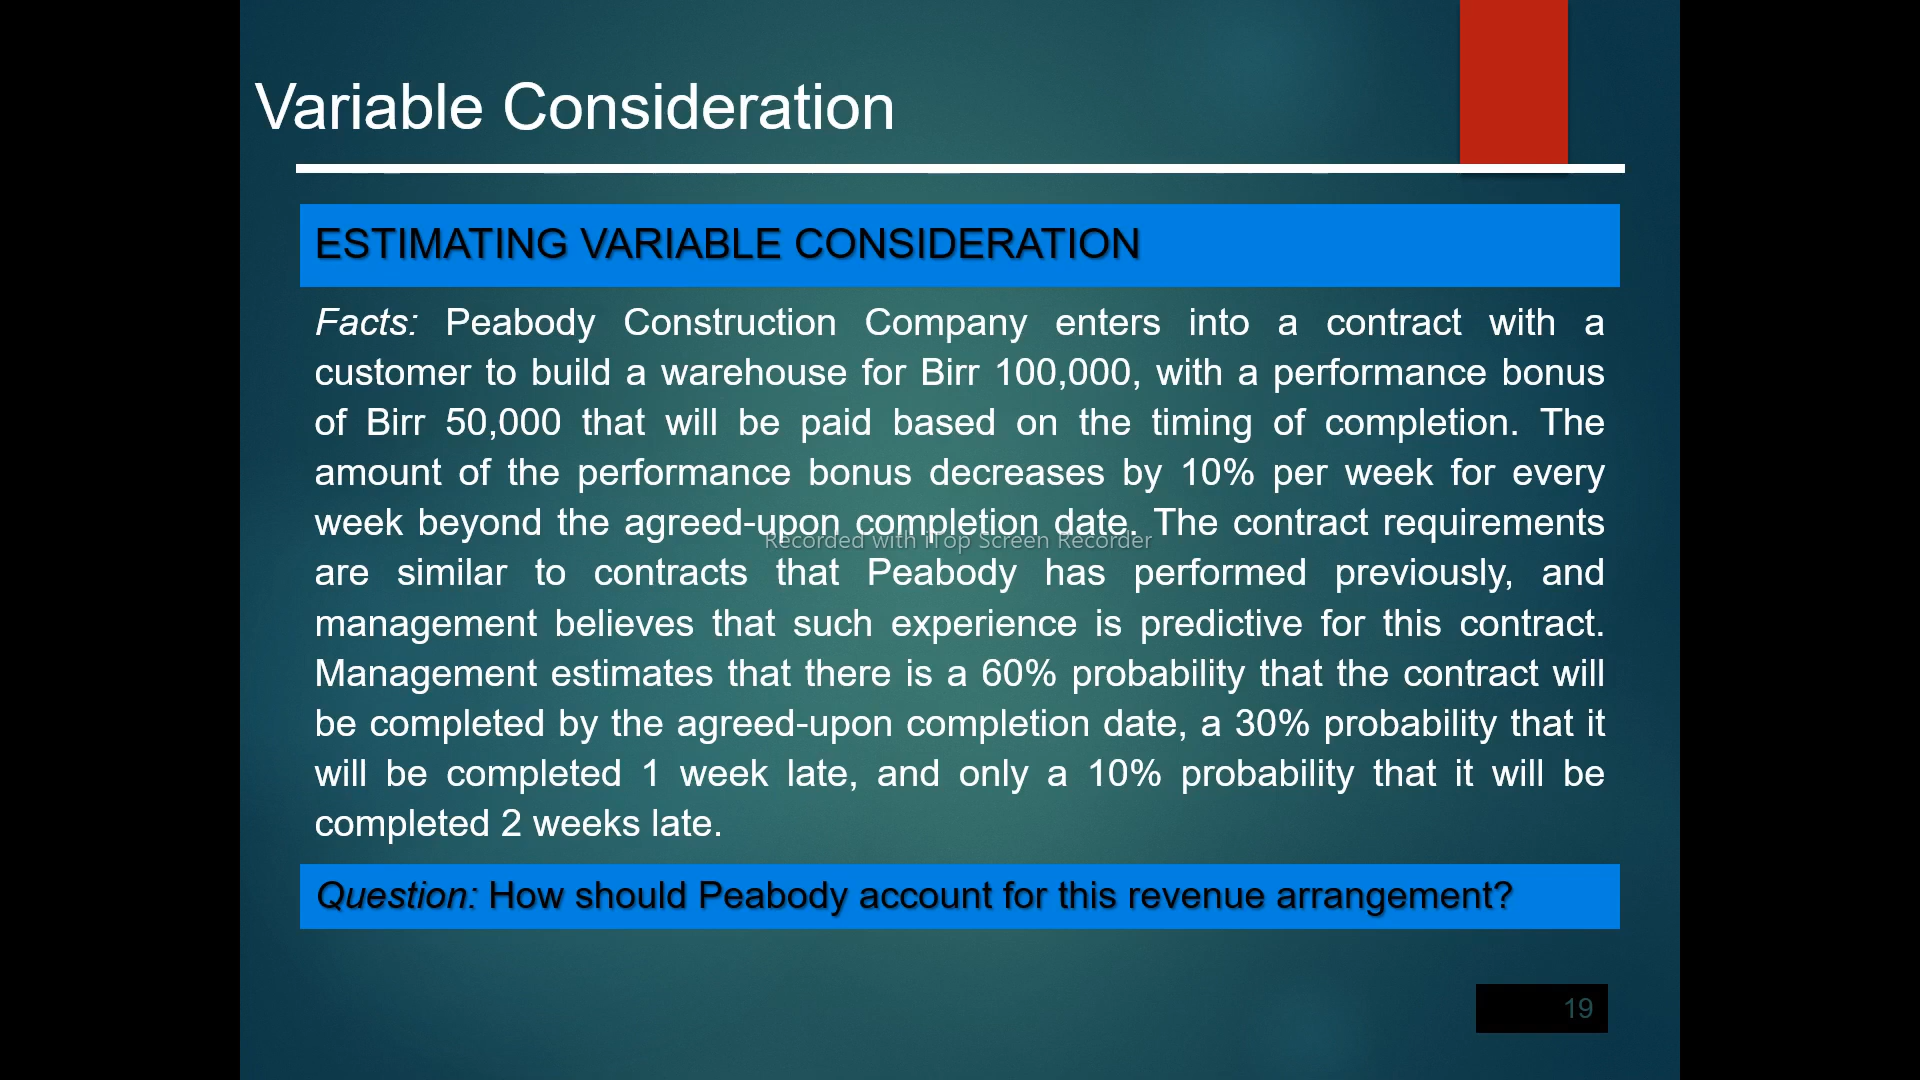 Variable Consideration
ESTIMATING VARIABLE CONSIDERATION
Facts: Peabody Construction Company enters into a contract with a
customer to build a warehouse for Birr 100,000, with a performance bonus
of Birr 50,000 that will be paid based on the timing of completion. The
amount of the performance bonus decreases by 10% per week for every
week beyond the agreed-upon completion date. The contract requirements
Recorded with iTop Screen Recorder
are similar to contracts that Peabody has performed previously, and
management believes that such experience is predictive for this contract.
Management estimates that there is a 60% probability that the contract will
be completed by the agreed-upon completion date, a 30% probability that it
will be completed 1 week late, and only a 10% probability that it will be
completed 2 weeks late.
Question: How should Peabody account for this revenue arrangement?
19